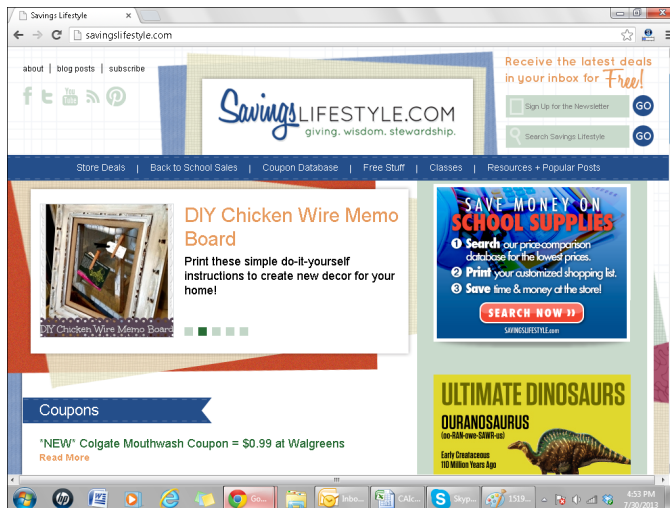 Savings Lifestyle
savingslifestyle.com
about | blog posts | subscribe
Receive the latest deals
in your inbox for Free!
Sign Up for the Newsletter GO
Search Savings Lifestyle GO
You
Tube
SavingsLIFESTYLE.COM
giving. wisdom. stewardship.
Store Deals | Back to School Sales | Coupon Database | Free Stuff | Classes | Resources + Popular Posts
DIY Chicken Wire Memo
Board
Print these simple do-it-yourself
instructions to create new decor for your
home!
DIY Chicken Wire Memo Board
SAVE MONEY ON
SCHOOL SUPPLIES
1 Search our price-comparison
database for the lowest prices.
2 Print your customized shopping list.
3 Save time & money at the store!
SEARCH NOW »
SAVINGSLIFESTYLE.COM
Coupons
*NEW* Colgate Mouthwash Coupon = $0.99 at Walgreens
Read More
ULTIMATE DINOSAURS
OURANOSAURUS
(oo-RAN-owe-SAWR-us)
Early Creataceous
110 Million Years Ago
hp
Go...
Inbo...
CAlc...
Skyp...
1519...
4:53 PM
7/30/2013